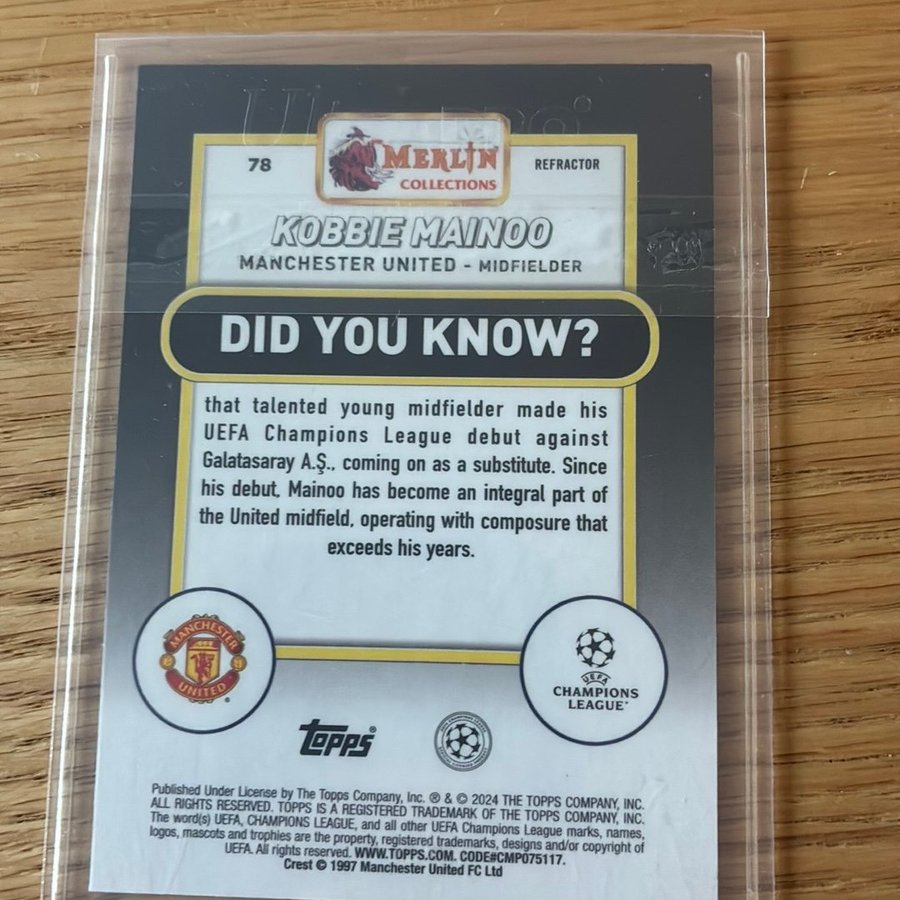 Ultra PRO®
78
MERLIN
COLLECTIONS
REFRACTOR
KOBBIE MAINOO
MANCHESTER UNITED - MIDFIELDER
DID YOU KNOW?
that talented young midfielder made his
UEFA Champions League debut against
Galatasaray A.Ş., coming on as a substitute. Since
his debut, Mainoo has become an integral part of
the United midfield, operating with composure that
exceeds his years.
MANCHESTER
UNITED
UEFA
CHAMPIONS
LEAGUE
topps®
Published Under License by The Topps Company, Inc. ® & © 2024 THE TOPPS COMPANY, INC.
ALL RIGHTS RESERVED. TOPPS IS A REGISTERED TRADEMARK OF THE TOPPS COMPANY, INC.
The word(s) UEFA, CHAMPIONS LEAGUE, and all other UEFA Champions League marks, names,
logos, mascots and trophies are the property, registered trademarks, designs and/or copyright of
UEFA. All rights reserved. WWW.TOPPS.COM. CODE#CMP075117.
Crest © 1997 Manchester United FC Ltd